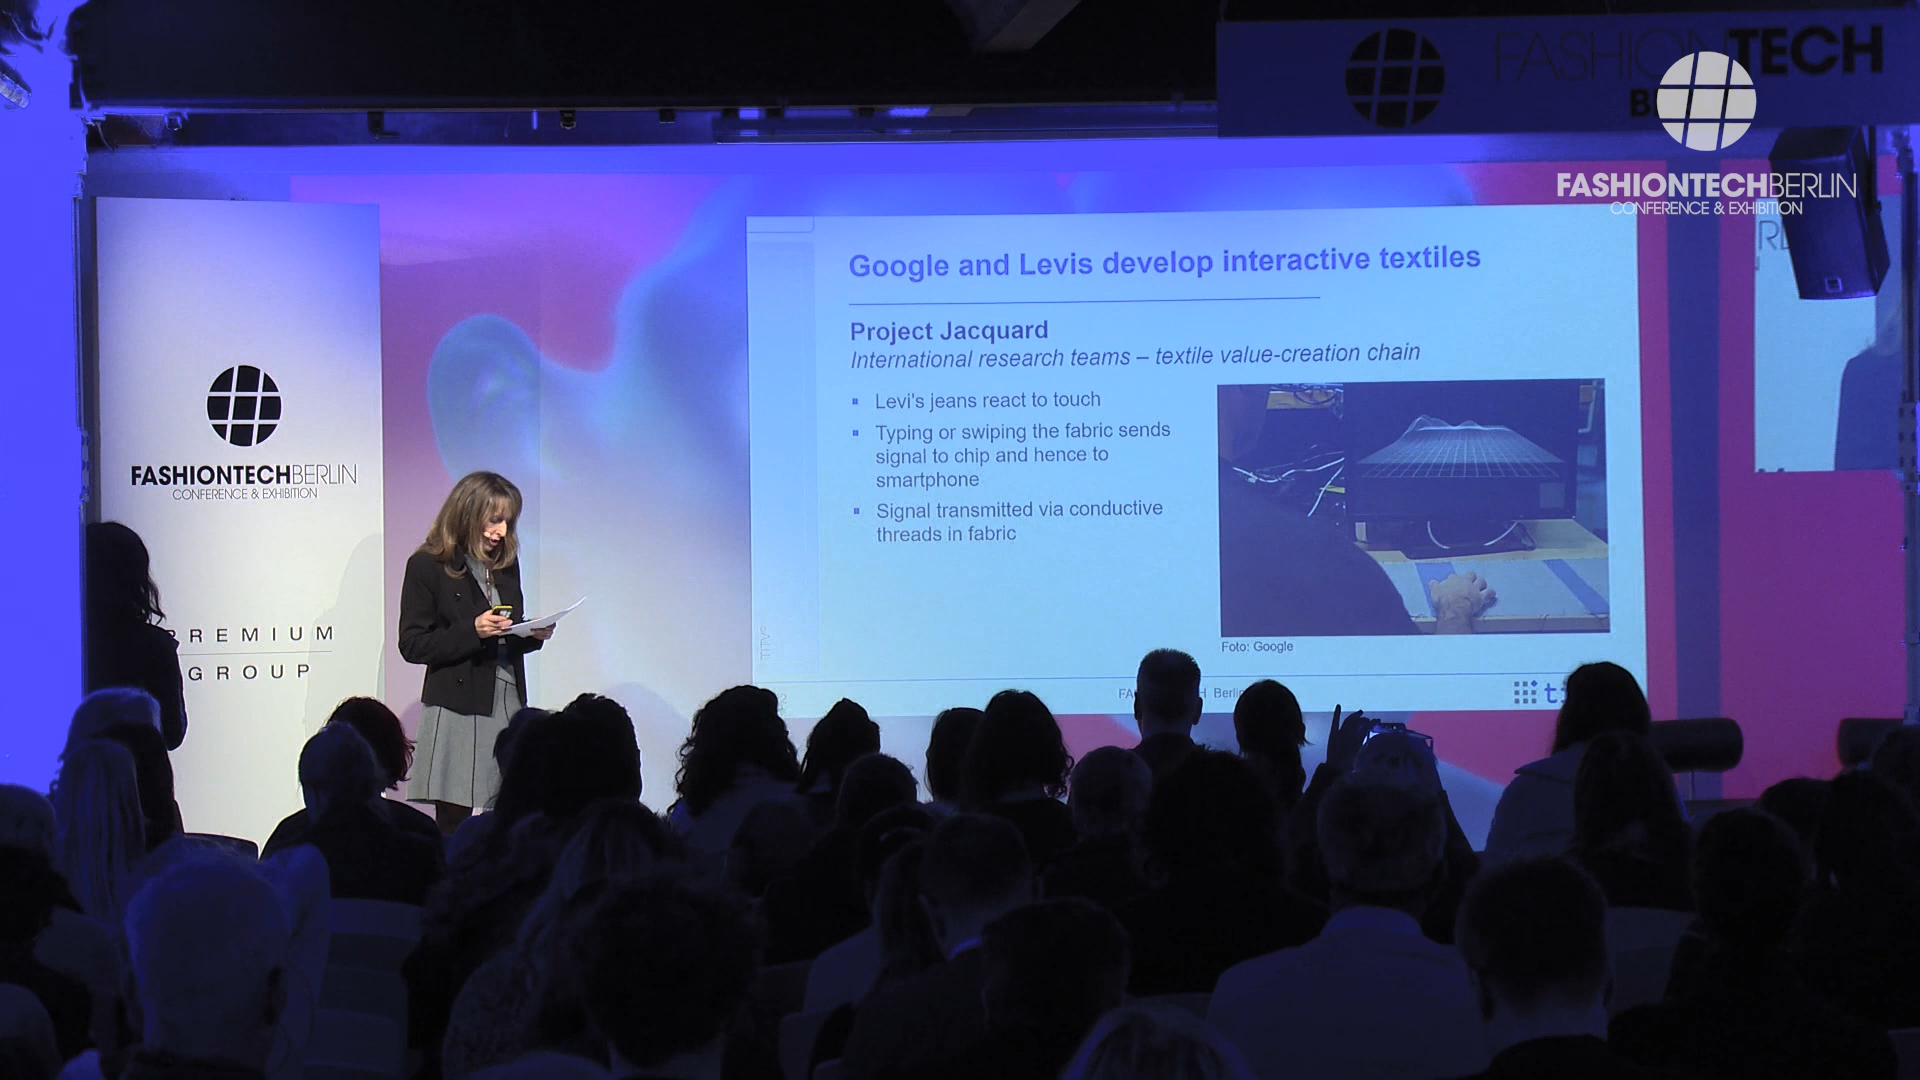 FASHIONTECH
FASHIONTECHBERLIN
CONFERENCE & EXHIBITION
FASHIONTECHBERLIN
CONFERENCE & EXHIBITION
PREMIUM
GROUP
Google and Levis develop interactive textiles
Project Jacquard
International research teams – textile value-creation chain
Levi's jeans react to touch
Typing or swiping the fabric sends
signal to chip and hence to
smartphone
Signal transmitted via conductive
threads in fabric
Foto: Google